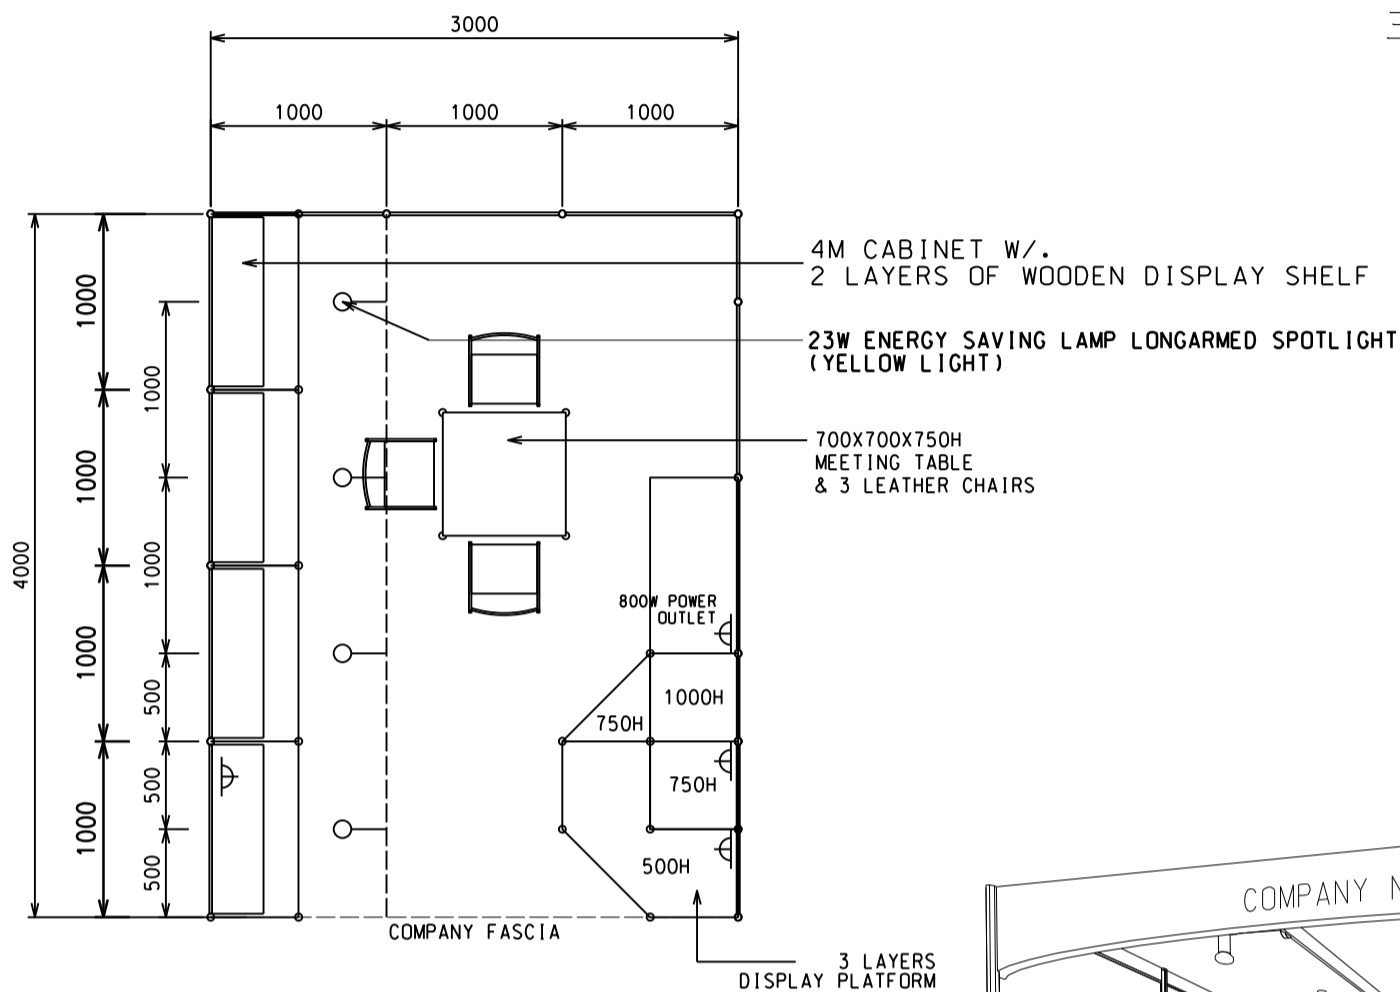 3000
1000
1000
1000
4M CABINET W/.
2 LAYERS OF WOODEN DISPLAY SHELF
23W ENERGY SAVING LAMP LONGARMED SPOTLIGHT
(YELLOW LIGHT)
700X700X750H
MEETING TABLE
& 3 LEATHER CHAIRS
4000
1000
1000
1000
1000
1000
1000
500
500
500
800W POWER
OUTLET
1000H
750H
750H
500H
COMPANY FASCIA
3 LAYERS
DISPLAY PLATFORM
COMPANY